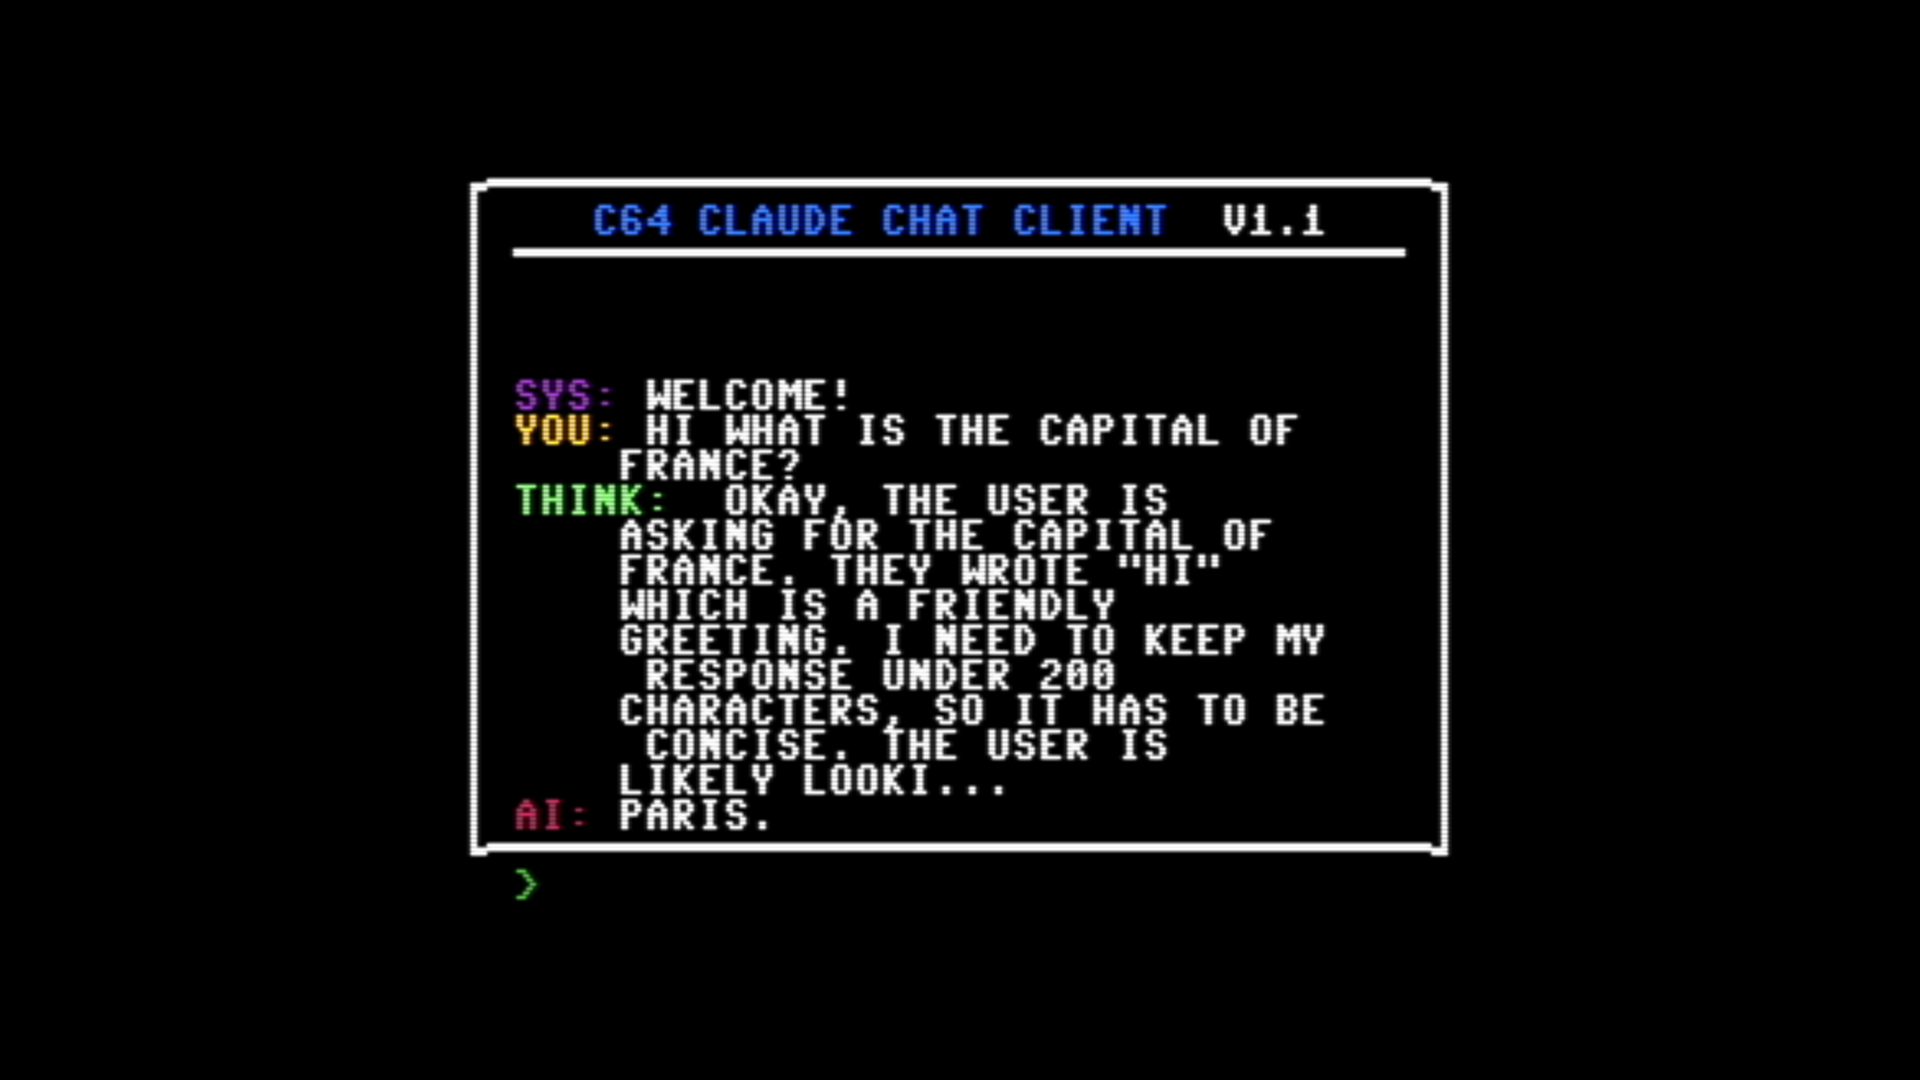 C64 CLAUDE CHAT CLIENT V1.1
SYS: WELCOME!
YOU: HI WHAT IS THE CAPITAL OF
FRANCE?
THINK: OKAY, THE USER IS
ASKING FOR THE CAPITAL OF
FRANCE. THEY WROTE "HI"
WHICH IS A FRIENDLY
GREETING. I NEED TO KEEP MY
RESPONSE UNDER 200
CHARACTERS, SO IT HAS TO BE
CONCISE. THE USER IS
LIKELY LOOKI...
AI: PARIS.
>